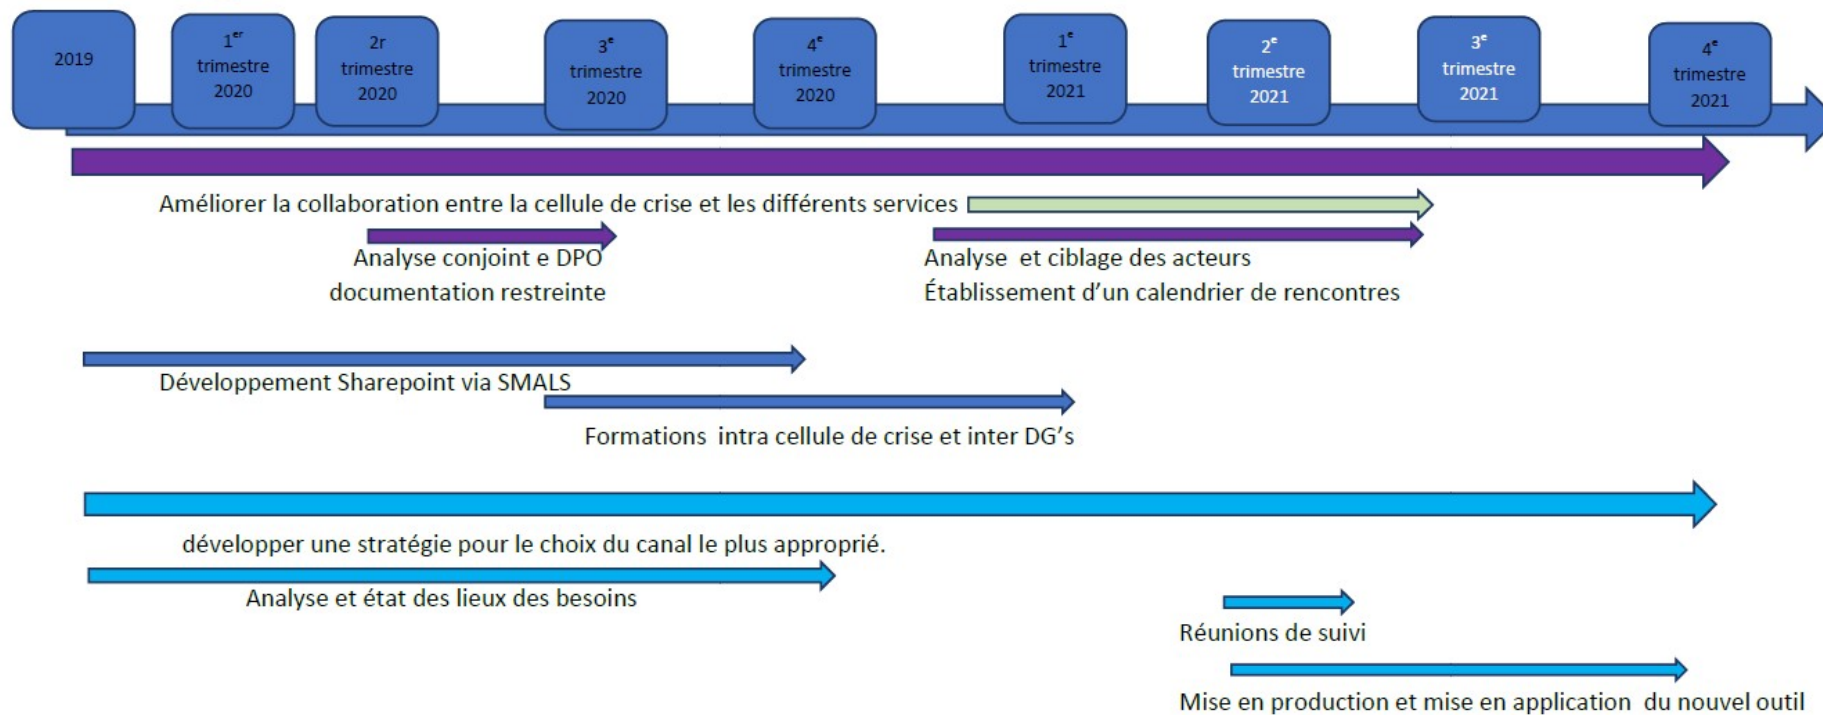 2019
1er
trimestre
2020
2r
trimestre
2020
3e
trimestre
2020
4e
trimestre
2020
1e
trimestre
2021
2e
trimestre
2021
3e
trimestre
2021
4e
trimestre
2021
Améliorer la collaboration entre la cellule de crise et les différents services
Analyse conjoint e DPO
documentation restreinte
Analyse et ciblage des acteurs
Établissement d’un calendrier de rencontres
Développement Sharepoint via SMALS
Formations intra cellule de crise et inter DG’s
développer une stratégie pour le choix du canal le plus approprié.
Analyse et état des lieux des besoins
Réunions de suivi
Mise en production et mise en application du nouvel outil